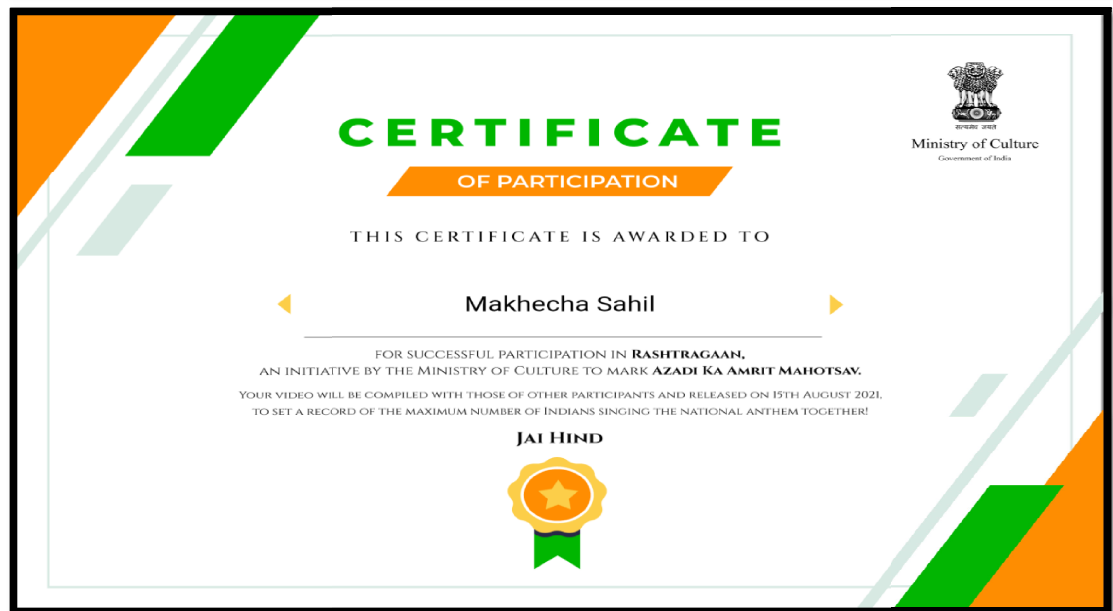 सत्यमेव जयते
Ministry of Culture
Government of India
CERTIFICATE
OF PARTICIPATION
THIS CERTIFICATE IS AWARDED TO
Makhecha Sahil
FOR SUCCESSFUL PARTICIPATION IN RASHTRAGAAN,
AN INITIATIVE BY THE MINISTRY OF CULTURE TO MARK AZADI KA AMRIT MAHOTSAV.
YOUR VIDEO WILL BE COMPILED WITH THOSE OF OTHER PARTICIPANTS AND RELEASED ON 15TH AUGUST 2021,
TO SET A RECORD OF THE MAXIMUM NUMBER OF INDIANS SINGING THE NATIONAL ANTHEM TOGETHER!
JAI HIND